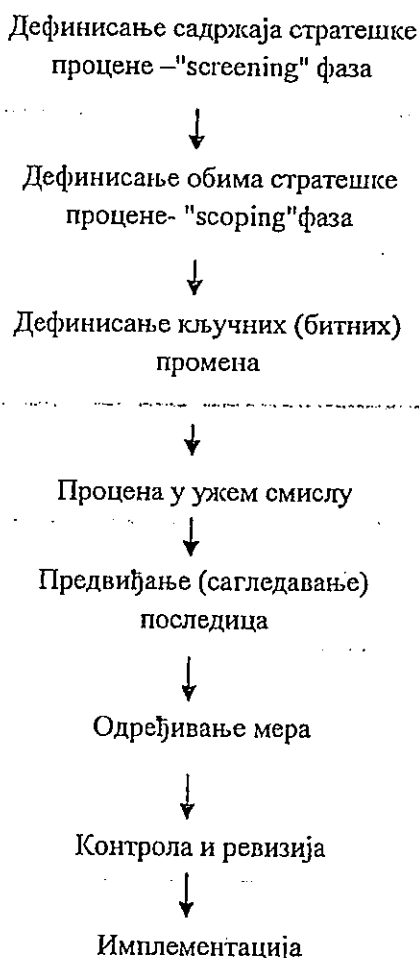 Дефинисање садржаја стратешке
процене –"screening" фаза
Дефинисање обима стратешке
процене- "scoping"фаза
Дефинисање кључних (битних)
промена
Процена у ужем смислу
Предвиђање (сагледавање)
последица
Одређивање мера
Контрола и ревизија
Имплементација